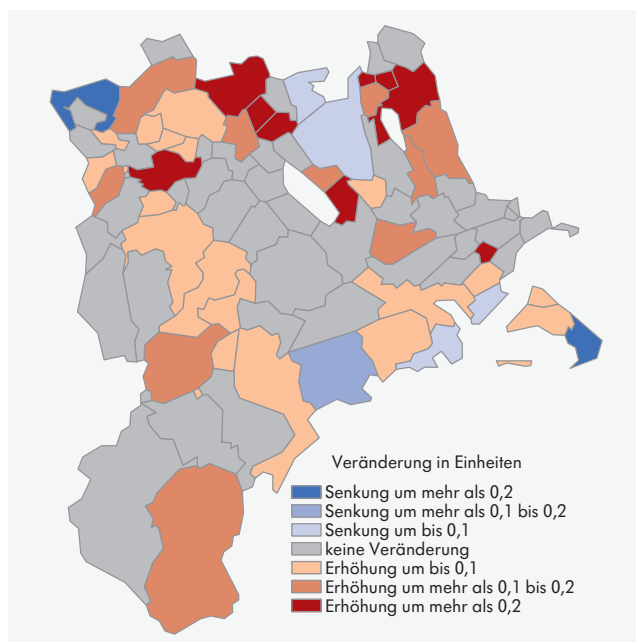 Veränderung in Einheiten
Senkung um mehr als 0,2
Senkung um mehr als 0,1 bis 0,2
Senkung um bis 0,1
keine Veränderung
Erhöhung um bis 0,1
Erhöhung um mehr als 0,1 bis 0,2
Erhöhung um mehr als 0,2